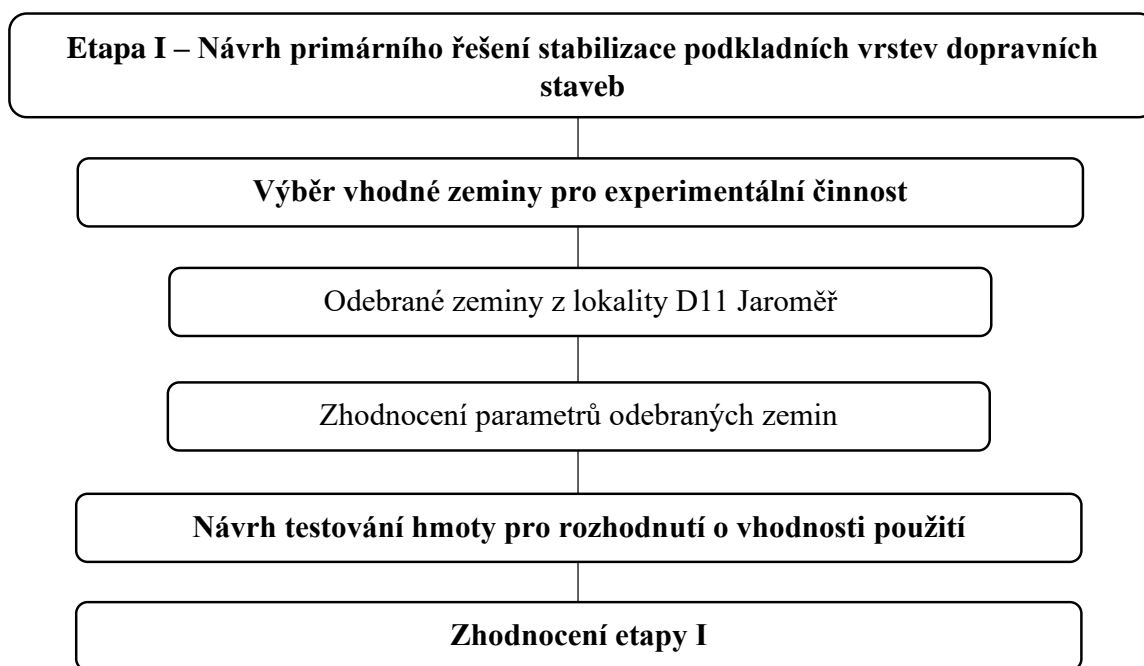 Etapa I – Návrh primárního řešení stabilizace podkladních vrstev dopravních
staveb
Výběr vhodné zeminy pro experimentální činnost
Odebrané zeminy z lokality D11 Jaroměř
Zhodnocení parametrů odebraných zemin
Návrh testování hmoty pro rozhodnutí o vhodnosti použití
Zhodnocení etapy I